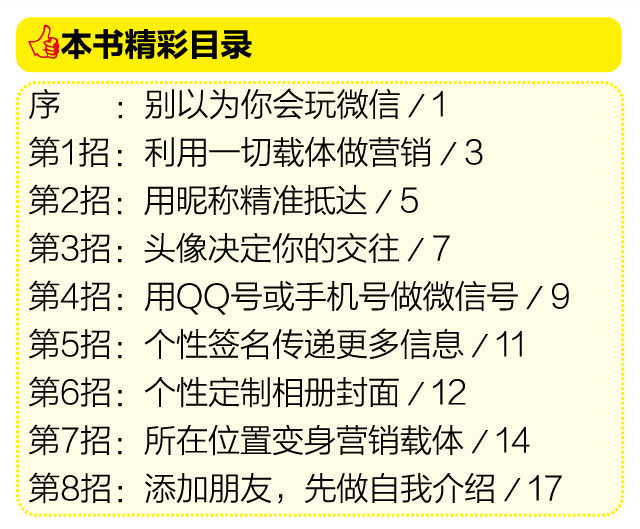 本书精彩目录
序　　：别以为你会玩微信 / 1
第1招：利用一切载体做营销 / 3
第2招：用昵称精准抵达 / 5
第3招：头像决定你的交往 / 7
第4招：用QQ号或手机号做微信号 / 9
第5招：个性签名传递更多信息 / 11
第6招：个性定制相册封面 / 12
第7招：所在位置变身营销载体 / 14
第8招：添加朋友，先做自我介绍 / 17